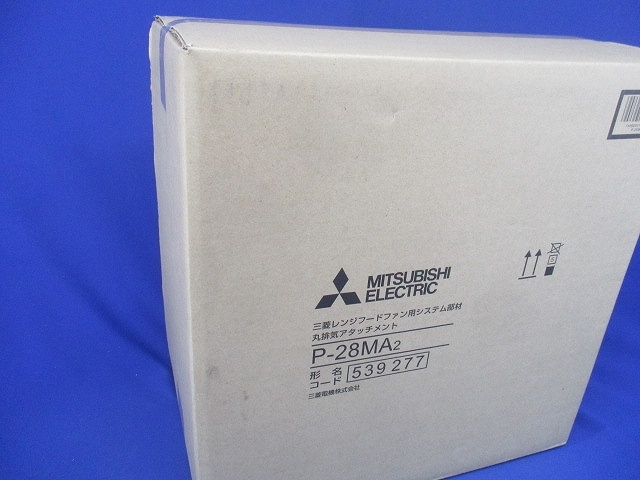 MITSUBISHI
ELECTRIC
三菱レンジフードファン用システム部材
丸排気アタッチメント
P-28MA2
形名
コード 539277
三菱電機株式会社